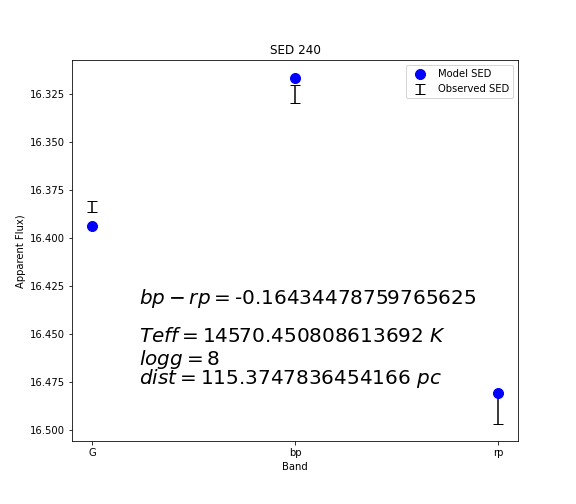 SED 240
Model SED
Observed SED
16.325
16.350
16.375
16.400
16.425
16.450
16.475
16.500
Apparent Flux)
bp − rp = -0.16434478759765625
Teff = 14570.450808613692 K
logg = 8
dist = 115.3747836454166 pc
G bp rp
Band